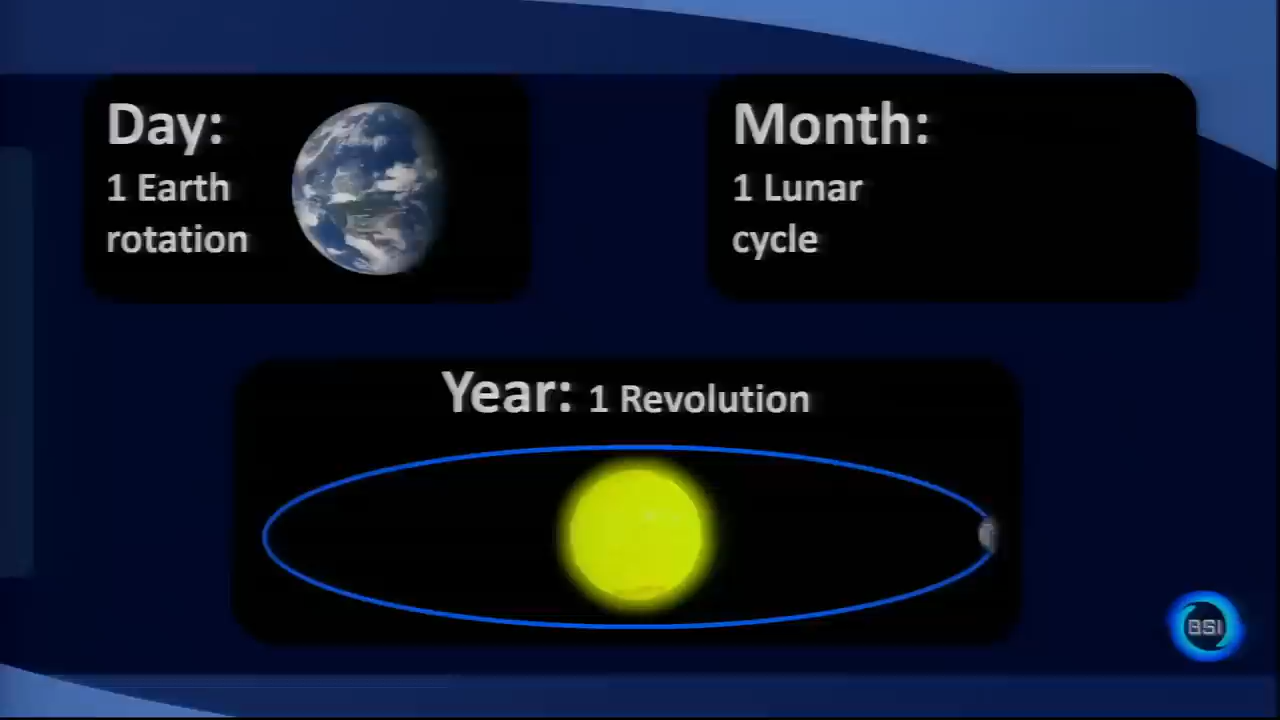 Day:
1 Earth
rotation
Month:
1 Lunar
cycle
Year: 1 Revolution
BSI